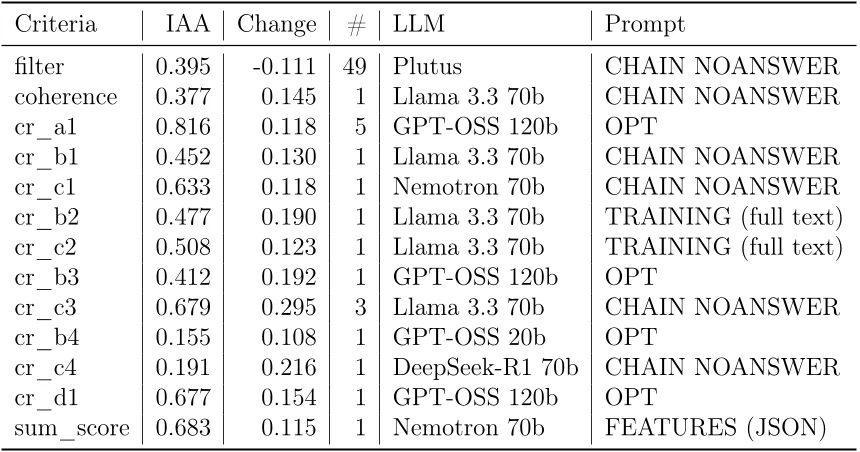 Criteria IAA Change # LLM Prompt
filter 0.395 -0.111 49 Plutus CHAIN NOANSWER
coherence 0.377 0.145 1 Llama 3.3 70b CHAIN NOANSWER
cr_a1 0.816 0.118 5 GPT-OSS 120b OPT
cr_b1 0.452 0.130 1 Llama 3.3 70b CHAIN NOANSWER
cr_c1 0.633 0.118 1 Nemotron 70b CHAIN NOANSWER
cr_b2 0.477 0.190 1 Llama 3.3 70b TRAINING (full text)
cr_c2 0.508 0.123 1 Llama 3.3 70b TRAINING (full text)
cr_b3 0.412 0.192 1 GPT-OSS 120b OPT
cr_c3 0.679 0.295 3 Llama 3.3 70b CHAIN NOANSWER
cr_b4 0.155 0.108 1 GPT-OSS 20b OPT
cr_c4 0.191 0.216 1 DeepSeek-R1 70b CHAIN NOANSWER
cr_d1 0.677 0.154 1 GPT-OSS 120b OPT
sum_score 0.683 0.115 1 Nemotron 70b FEATURES (JSON)